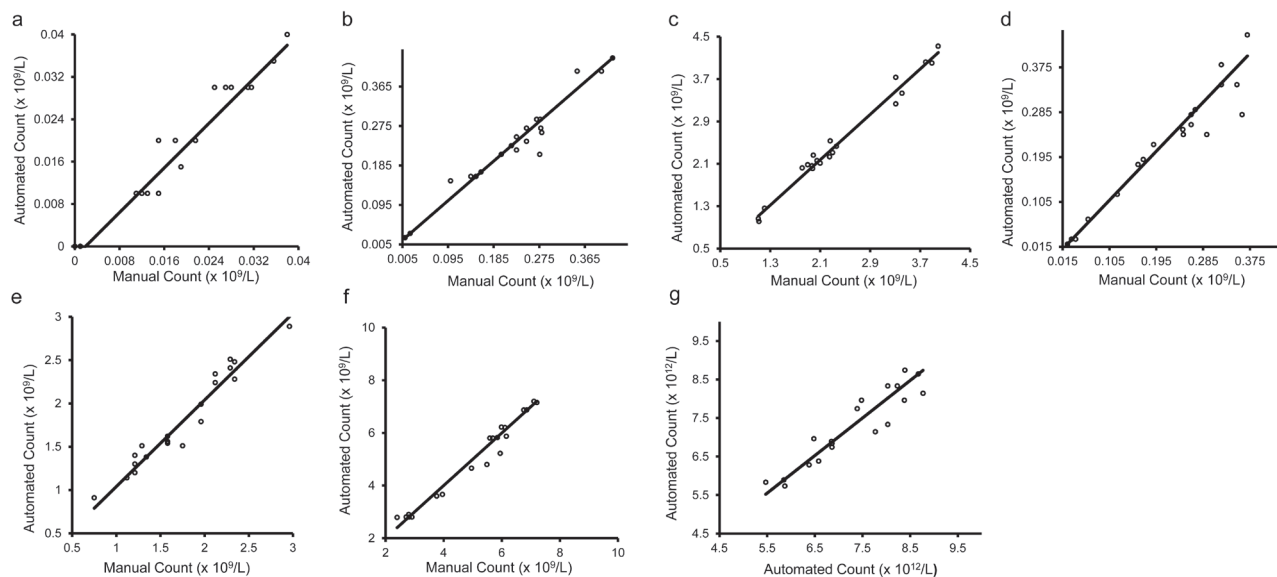 a
Automated Count (x 10⁹/L)
0.04
0.032
0.024
0.016
0.008
0
0 0.008 0.016 0.024 0.032 0.04
Manual Count (x 10⁹/L)
b
Automated Count (x 10⁹/L)
0.365
0.275
0.185
0.095
0.005
0.005 0.095 0.185 0.275 0.365
Manual Count (x 10⁹/L)
c
Automated Count (x 10⁹/L)
4.5
3.7
2.9
2.1
1.3
0.5
0.5 1.3 2.1 2.9 3.7 4.5
Manual Count (x 10⁹/L)
d
Automated Count (x 10⁹/L)
0.375
0.285
0.195
0.105
0.015
0.015 0.105 0.195 0.285 0.375
Manual Count (x 10⁹/L)
e
Automated Count (x 10⁹/L)
3
2.5
2
1.5
1
0.5
0.5 1 1.5 2 2.5 3
Manual Count (x 10⁹/L)
f
Automated Count (x 10⁹/L)
10
8
6
4
2
2 4 6 8 10
Manual Count (x 10⁹/L)
g
Automated Count (x 10¹²/L)
9.5
8.5
7.5
6.5
5.5
4.5
4.5 5.5 6.5 7.5 8.5 9.5
Automated Count (x 10¹²/L)